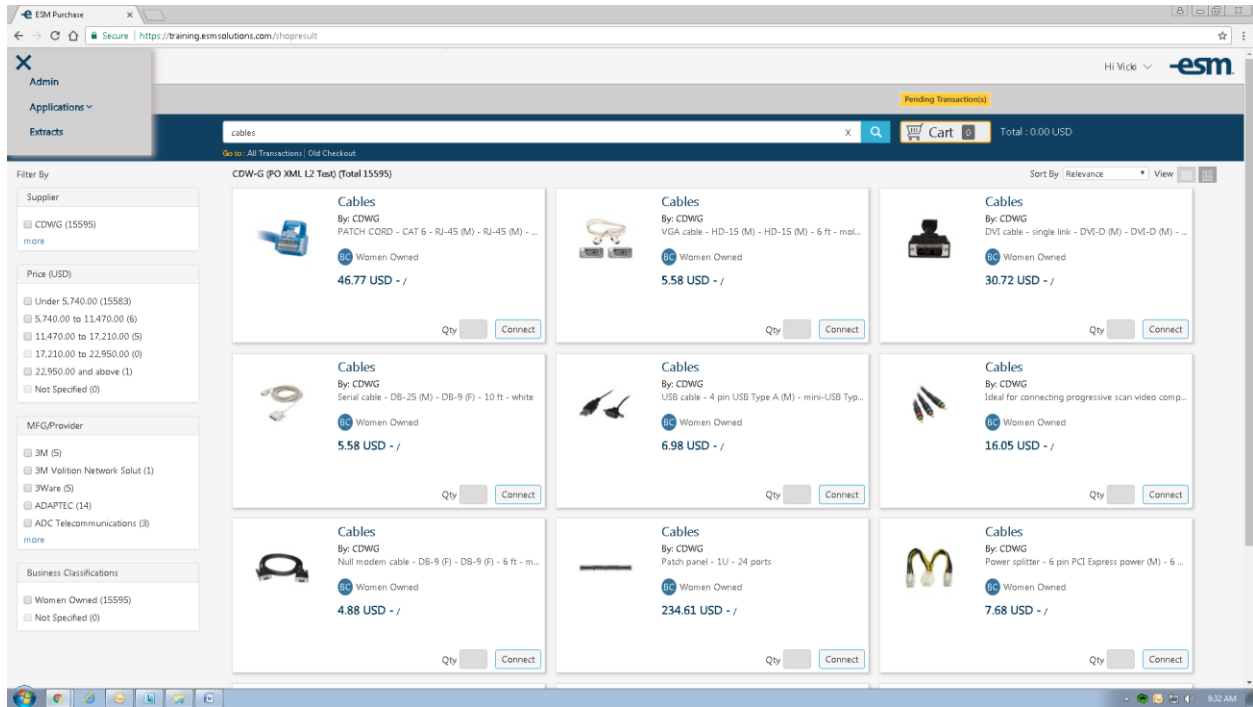 ESM Purchase
Secure | https://training.esmsolutions.com/shopresult
Hi Vicki
esm
Admin
Applications
Extracts
Pending Transaction(s)
cables X
Cart 0
Total : 0.00 USD
Go to : All Transactions | Old Checkout
Filter By
CDW-G (PO XML L2 Test) (Total 15595)
Sort By Relevance View
Supplier
CDWG (15595)
more
Price (USD)
Under 5,740.00 (15583)
5,740.00 to 11,470.00 (6)
11,470.00 to 17,210.00 (5)
17,210.00 to 22,950.00 (0)
22,950.00 and above (1)
Not Specified (0)
MFG/Provider
3M (5)
3M Volition Network Solut (1)
3Ware (5)
ADAPTEC (14)
ADC Telecommunications (3)
more
Business Classifications
Women Owned (15595)
Not Specified (0)
Cables
By: CDWG
PATCH CORD - CAT 6 - RJ-45 (M) - RJ-45 (M) - ...
BC Women Owned
46.77 USD - /
Qty Connect
Cables
By: CDWG
VGA cable - HD-15 (M) - HD-15 (M) - 6 ft - mol...
BC Women Owned
5.58 USD - /
Qty Connect
Cables
By: CDWG
DVI cable - single link - DVI-D (M) - DVI-D (M) - ...
BC Women Owned
30.72 USD - /
Qty Connect
Cables
By: CDWG
Serial cable - DB-25 (M) - DB-9 (F) - 10 ft - white
BC Women Owned
5.58 USD - /
Qty Connect
Cables
By: CDWG
USB cable - 4 pin USB Type A (M) - mini-USB Typ...
BC Women Owned
6.98 USD - /
Qty Connect
Cables
By: CDWG
Ideal for connecting progressive scan video comp...
BC Women Owned
16.05 USD - /
Qty Connect
Cables
By: CDWG
Null modem cable - DB-9 (F) - DB-9 (F) - 6 ft - m...
BC Women Owned
4.88 USD - /
Qty Connect
Cables
By: CDWG
Patch panel - 1U - 24 ports
BC Women Owned
234.61 USD - /
Qty Connect
Cables
By: CDWG
Power splitter - 6 pin PCI Express power (M) - 6 ...
BC Women Owned
7.68 USD - /
Qty Connect
9:32 AM